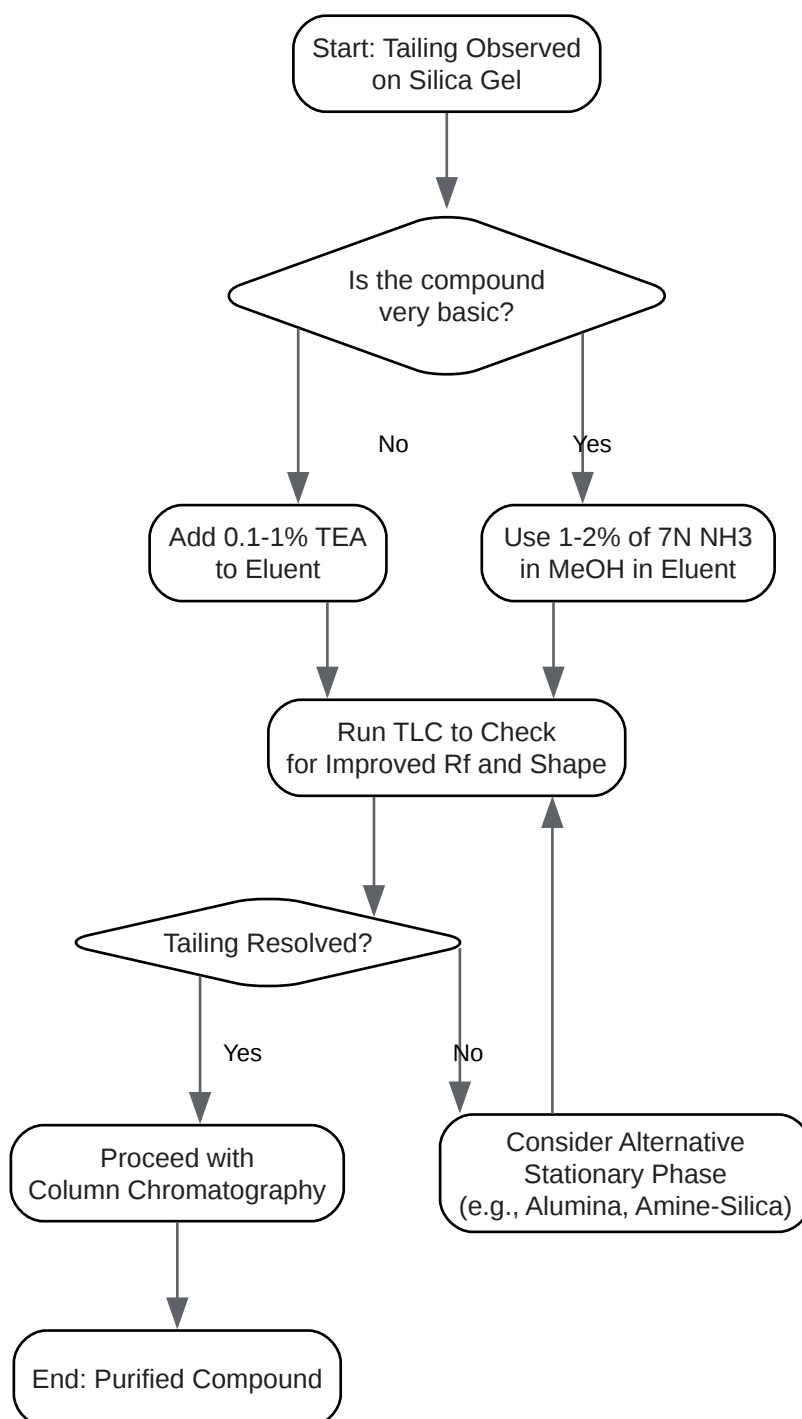 Start: Tailing Observed
on Silica Gel
Is the compound
very basic?
No
Yes
Add 0.1-1% TEA
to Eluent
Use 1-2% of 7N NH3
in MeOH in Eluent
Run TLC to Check
for Improved Rf and Shape
Tailing Resolved?
Yes
No
Proceed with
Column Chromatography
Consider Alternative
Stationary Phase
(e.g., Alumina, Amine-Silica)
End: Purified Compound